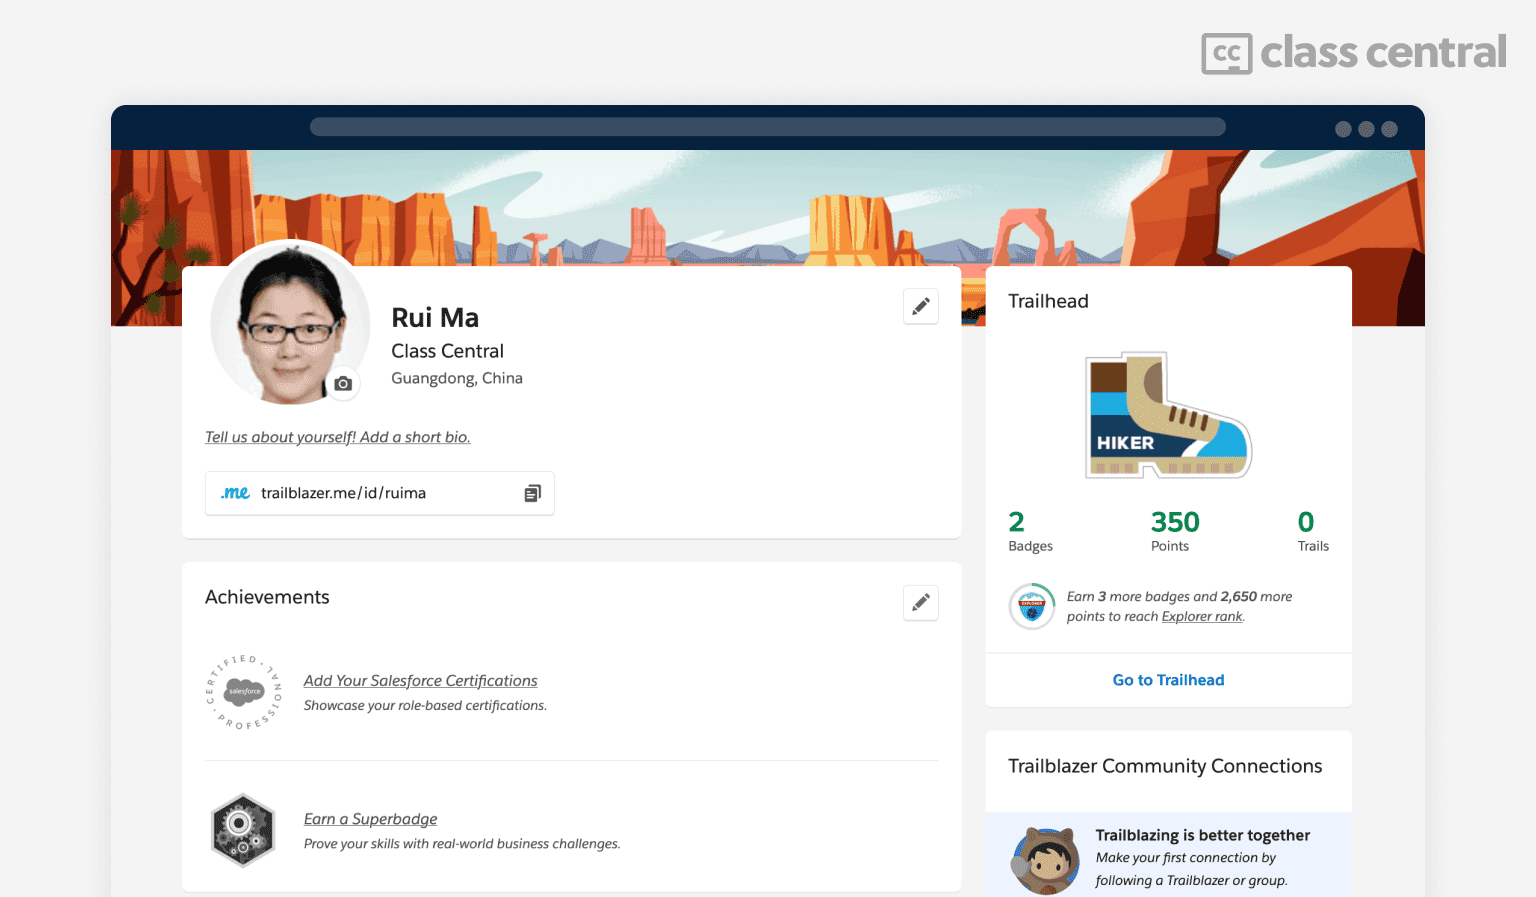 cc class central
Rui Ma
Class Central
Guangdong, China
Tell us about yourself! Add a short bio.
.me trailblazer.me/id/ruima
Achievements
CERTIFIED · PROFESSIONAL ·
salesforce
Add Your Salesforce Certifications
Showcase your role-based certifications.
Earn a Superbadge
Prove your skills with real-world business challenges.
Trailhead
HIKER
2 350 0
Badges Points Trails
EXPLORER
Earn 3 more badges and 2,650 more
points to reach Explorer rank.
Go to Trailhead
Trailblazer Community Connections
Trailblazing is better together
Make your first connection by
following a Trailblazer or group.